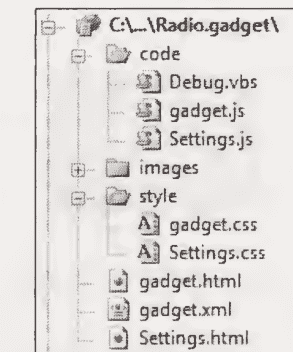 C:\...\Radio.gadget\
code
Debug.vbs
gadget.js
Settings.js
images
style
gadget.css
Settings.css
gadget.html
gadget.xml
Settings.html